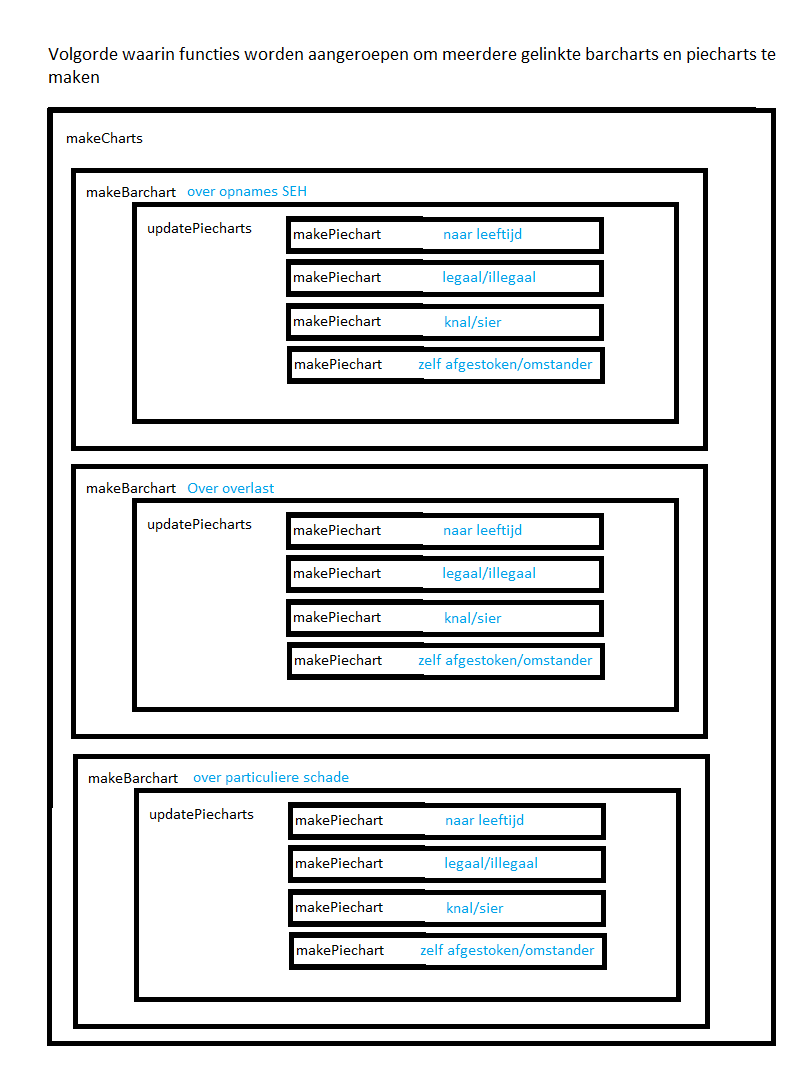 Volgorde waarin functies worden aangeroepen om meerdere gelinkte barcharts en piecharts te
maken
makeCharts
makeBarchart over opnames SEH
updatePiecharts
makePiechart naar leeftijd
makePiechart legaal/illegaal
makePiechart knal/sier
makePiechart zelf afgestoken/omstander
makeBarchart Over overlast
updatePiecharts
makePiechart naar leeftijd
makePiechart legaal/illegaal
makePiechart knal/sier
makePiechart zelf afgestoken/omstander
makeBarchart over particuliere schade
updatePiecharts
makePiechart naar leeftijd
makePiechart legaal/illegaal
makePiechart knal/sier
makePiechart zelf afgestoken/omstander